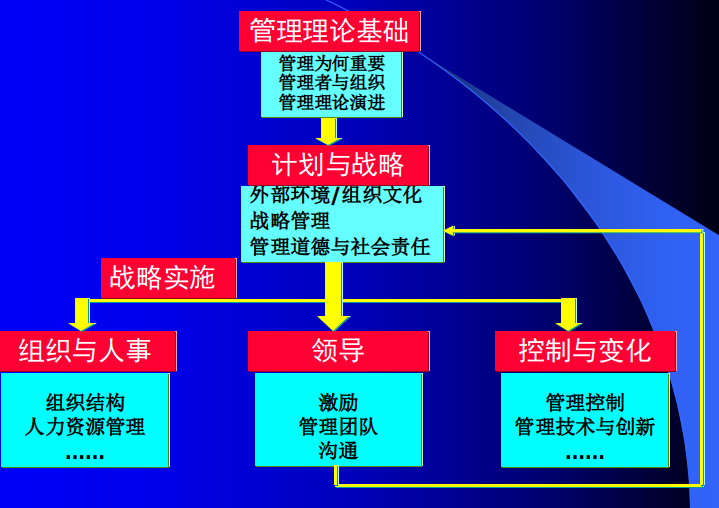 管理理论基础
管理为何重要
管理者与组织
管理理论演进
计划与战略
外部环境/组织文化
战略管理
管理道德与社会责任
战略实施
组织与人事
组织结构
人力资源管理
……
领导
激励
管理团队
沟通
控制与变化
管理控制
管理技术与创新
……